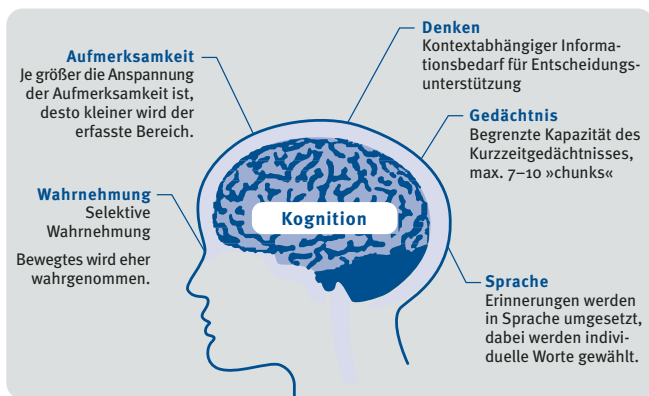 Aufmerksamkeit
Je größer die Anspannung
der Aufmerksamkeit ist,
desto kleiner wird der
erfasste Bereich.
Wahrnehmung
Selektive
Wahrnehmung
Bewegtes wird eher
wahrgenommen.
Kognition
Denken
Kontextabhängiger Informa-
tionsbedarf für Entscheidungs-
unterstützung
Gedächtnis
Begrenzte Kapazität des
Kurzzeitgedächtnisses,
max. 7–10 »chunks«
Sprache
Erinnerungen werden
in Sprache umgesetzt,
dabei werden indivi-
duelle Worte gewählt.